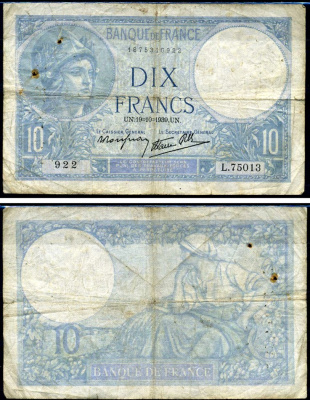 BANQUE DE FRANCE
DIX
FRANCS
UN.19=10=1939.UN
Le Caissier Général
Le Secrétaire Général
10
10
922
L.75013
10
BANQUE DE FRANCE